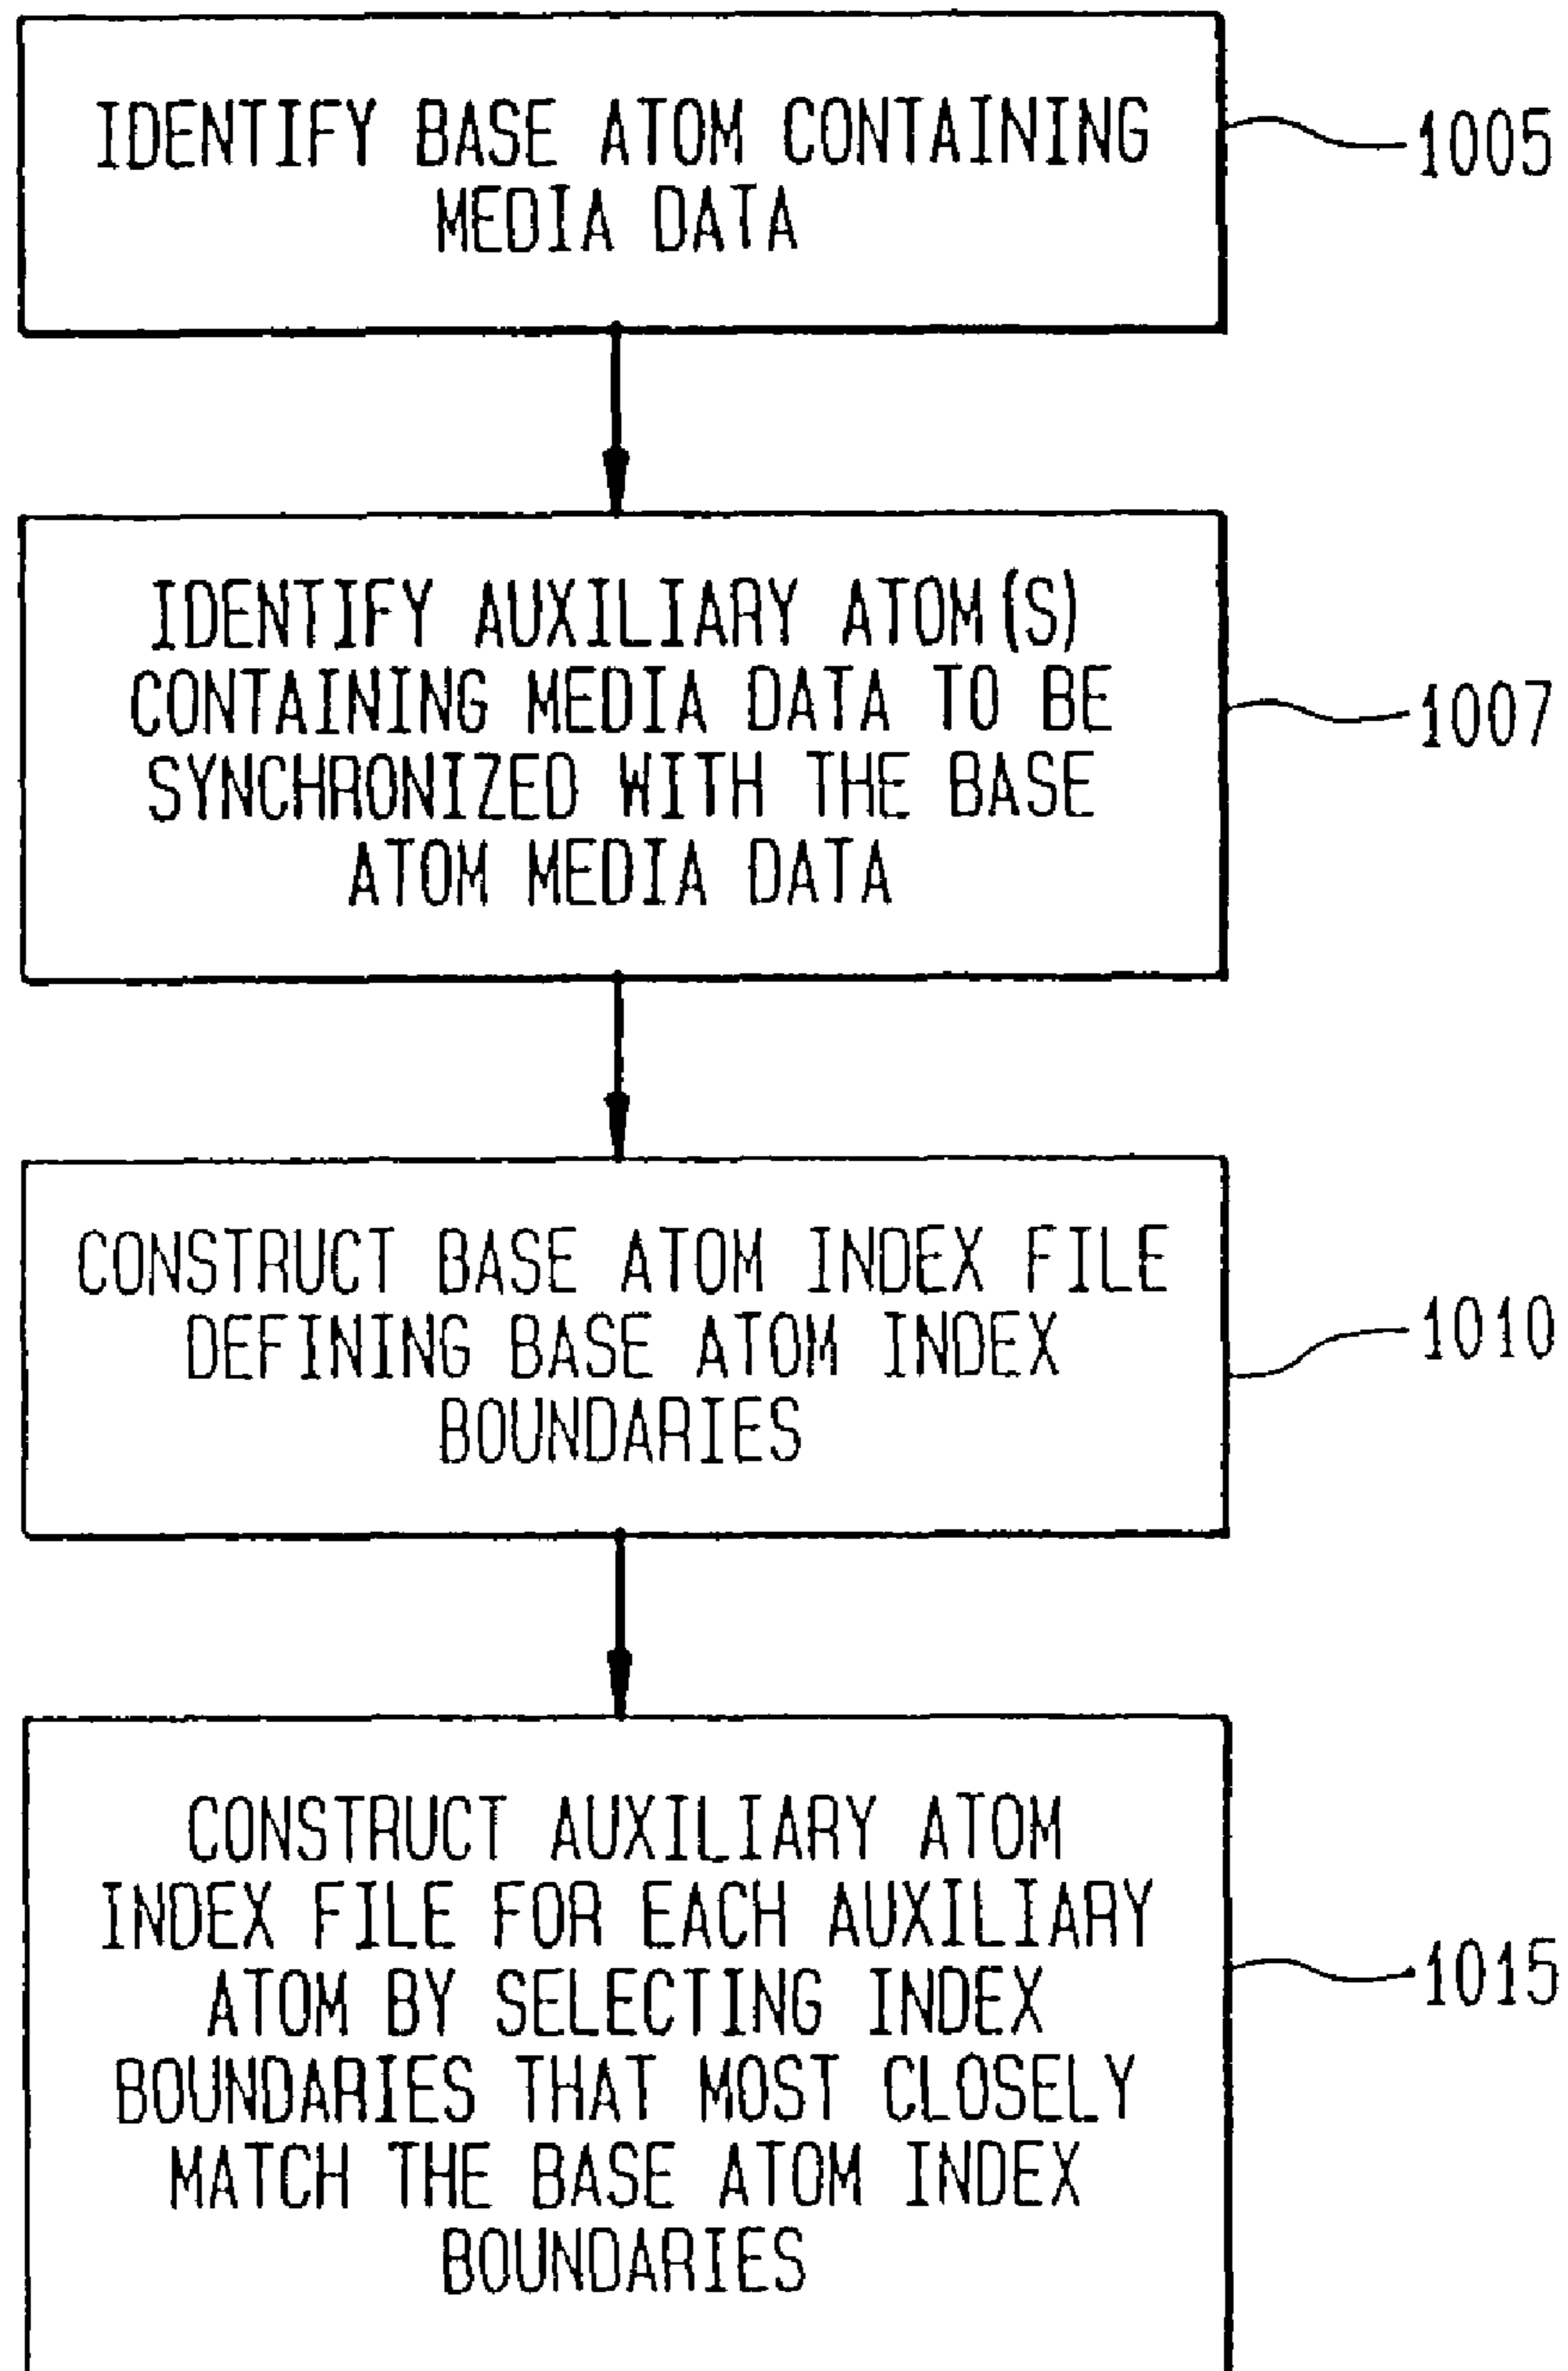 IDENTIFY BASE ATOM CONTAINING
MEDIA DATA
1005
IDENTIFY AUXILIARY ATOM(S)
CONTAINING MEDIA DATA TO BE
SYNCHRONIZED WITH THE BASE
ATOM MEDIA DATA
1007
CONSTRUCT BASE ATOM INDEX FILE
DEFINING BASE ATOM INDEX
BOUNDARIES
1010
CONSTRUCT AUXILIARY ATOM
INDEX FILE FOR EACH AUXILIARY
ATOM BY SELECTING INDEX
BOUNDARIES THAT MOST CLOSELY
MATCH THE BASE ATOM INDEX
BOUNDARIES
1015